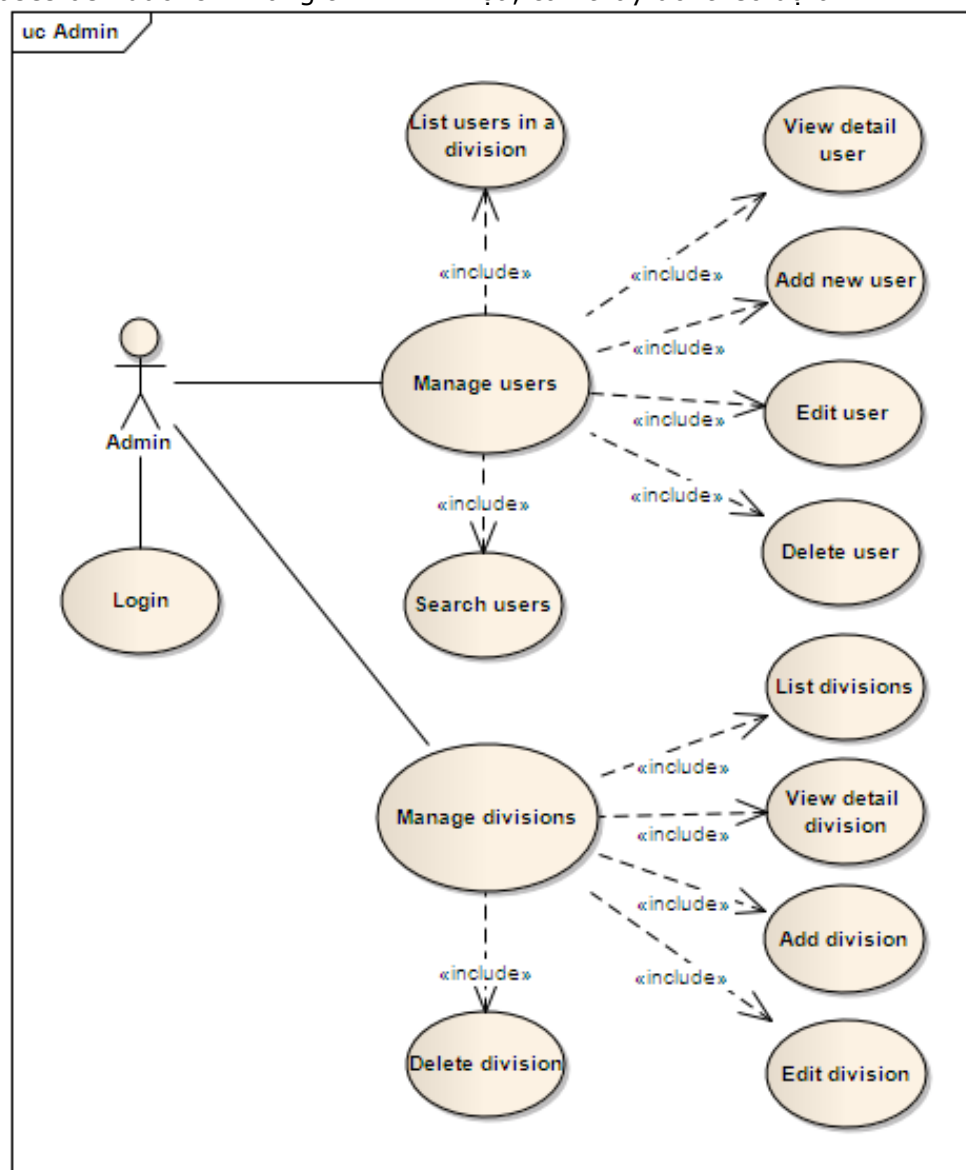 uc Admin
List users in a
division
View detail
user
«include»
«include»
Add new user
«include»
Manage users
Edit user
«include»
Admin
«include»
«include»
Delete user
Login
Search users
List divisions
«include»
View detail
division
Manage divisions
«include»
«include»
Add division
«include»
«include»
Delete division
Edit division